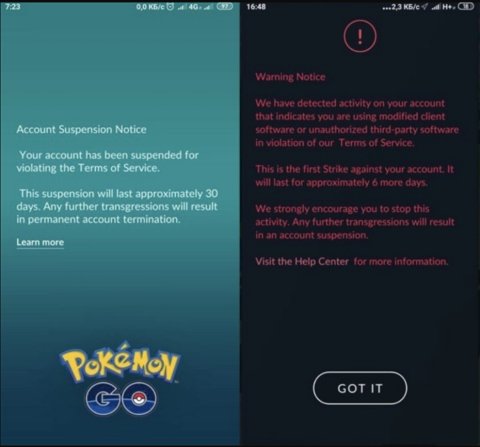 7:23
0,0 КБ/с 4G 97
Account Suspension Notice
Your account has been suspended for
violating the Terms of Service.
This suspension will last approximately 30
days. Any further transgressions will result
in permanent account termination.
Learn more
POKéMON
GO
16:48
...2,3 КБ/с H+ 18
!
Warning Notice
We have detected activity on your account
that indicates you are using modified client
software or unauthorized third-party software
in violation of our Terms of Service.
This is the first Strike against your account. It
will last for approximately 6 more days.
We strongly encourage you to stop this
activity. Any further transgressions will result
in an account suspension.
Visit the Help Center for more information.
GOT IT